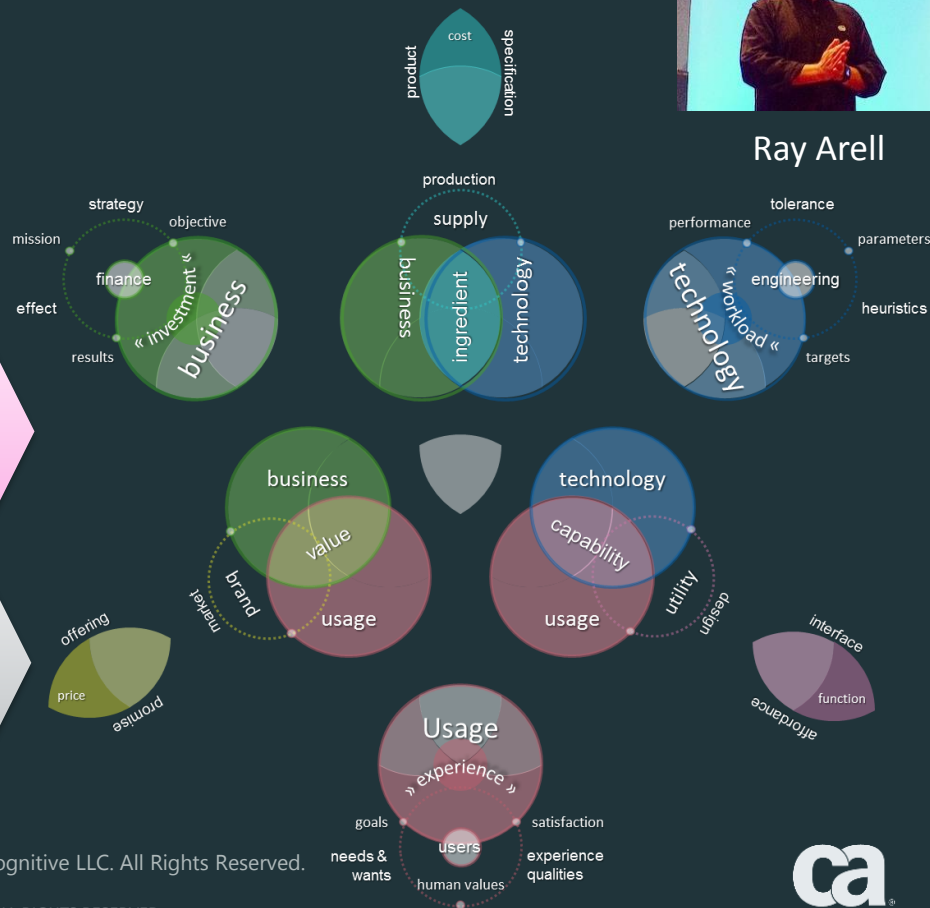 cost
product
specification
Ray Arell
production
supply
business
ingredient
technology
strategy
objective
mission
finance
« investment «
business
effect
results
tolerance
performance
parameters
engineering
« workload «
technology
heuristics
targets
business
value
usage
brand
market
technology
capability
usage
utility
design
offering
price
promise
interface
function
affordance
Usage
» experience »
goals
satisfaction
users
needs &
wants
experience
qualities
human values
ognitive LLC. All Rights Reserved.
ca